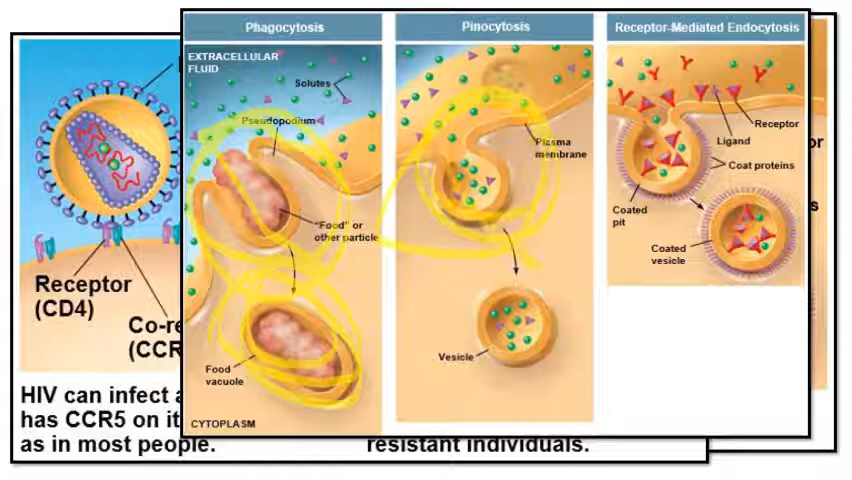 Phagocytosis
EXTRACELLULAR
FLUID
Solutes
Pseudopodium
"Food" or
other particle
Food
vacuole
CYTOPLASM
Pinocytosis
Plasma
membrane
Vesicle
Receptor-Mediated Endocytosis
Receptor
Ligand
Coat proteins
Coated
pit
Coated
vesicle
Receptor
(CD4)
Co-re
(CCR
HIV can infect a
has CCR5 on it
as in most people.
resistant individuals.
or
s